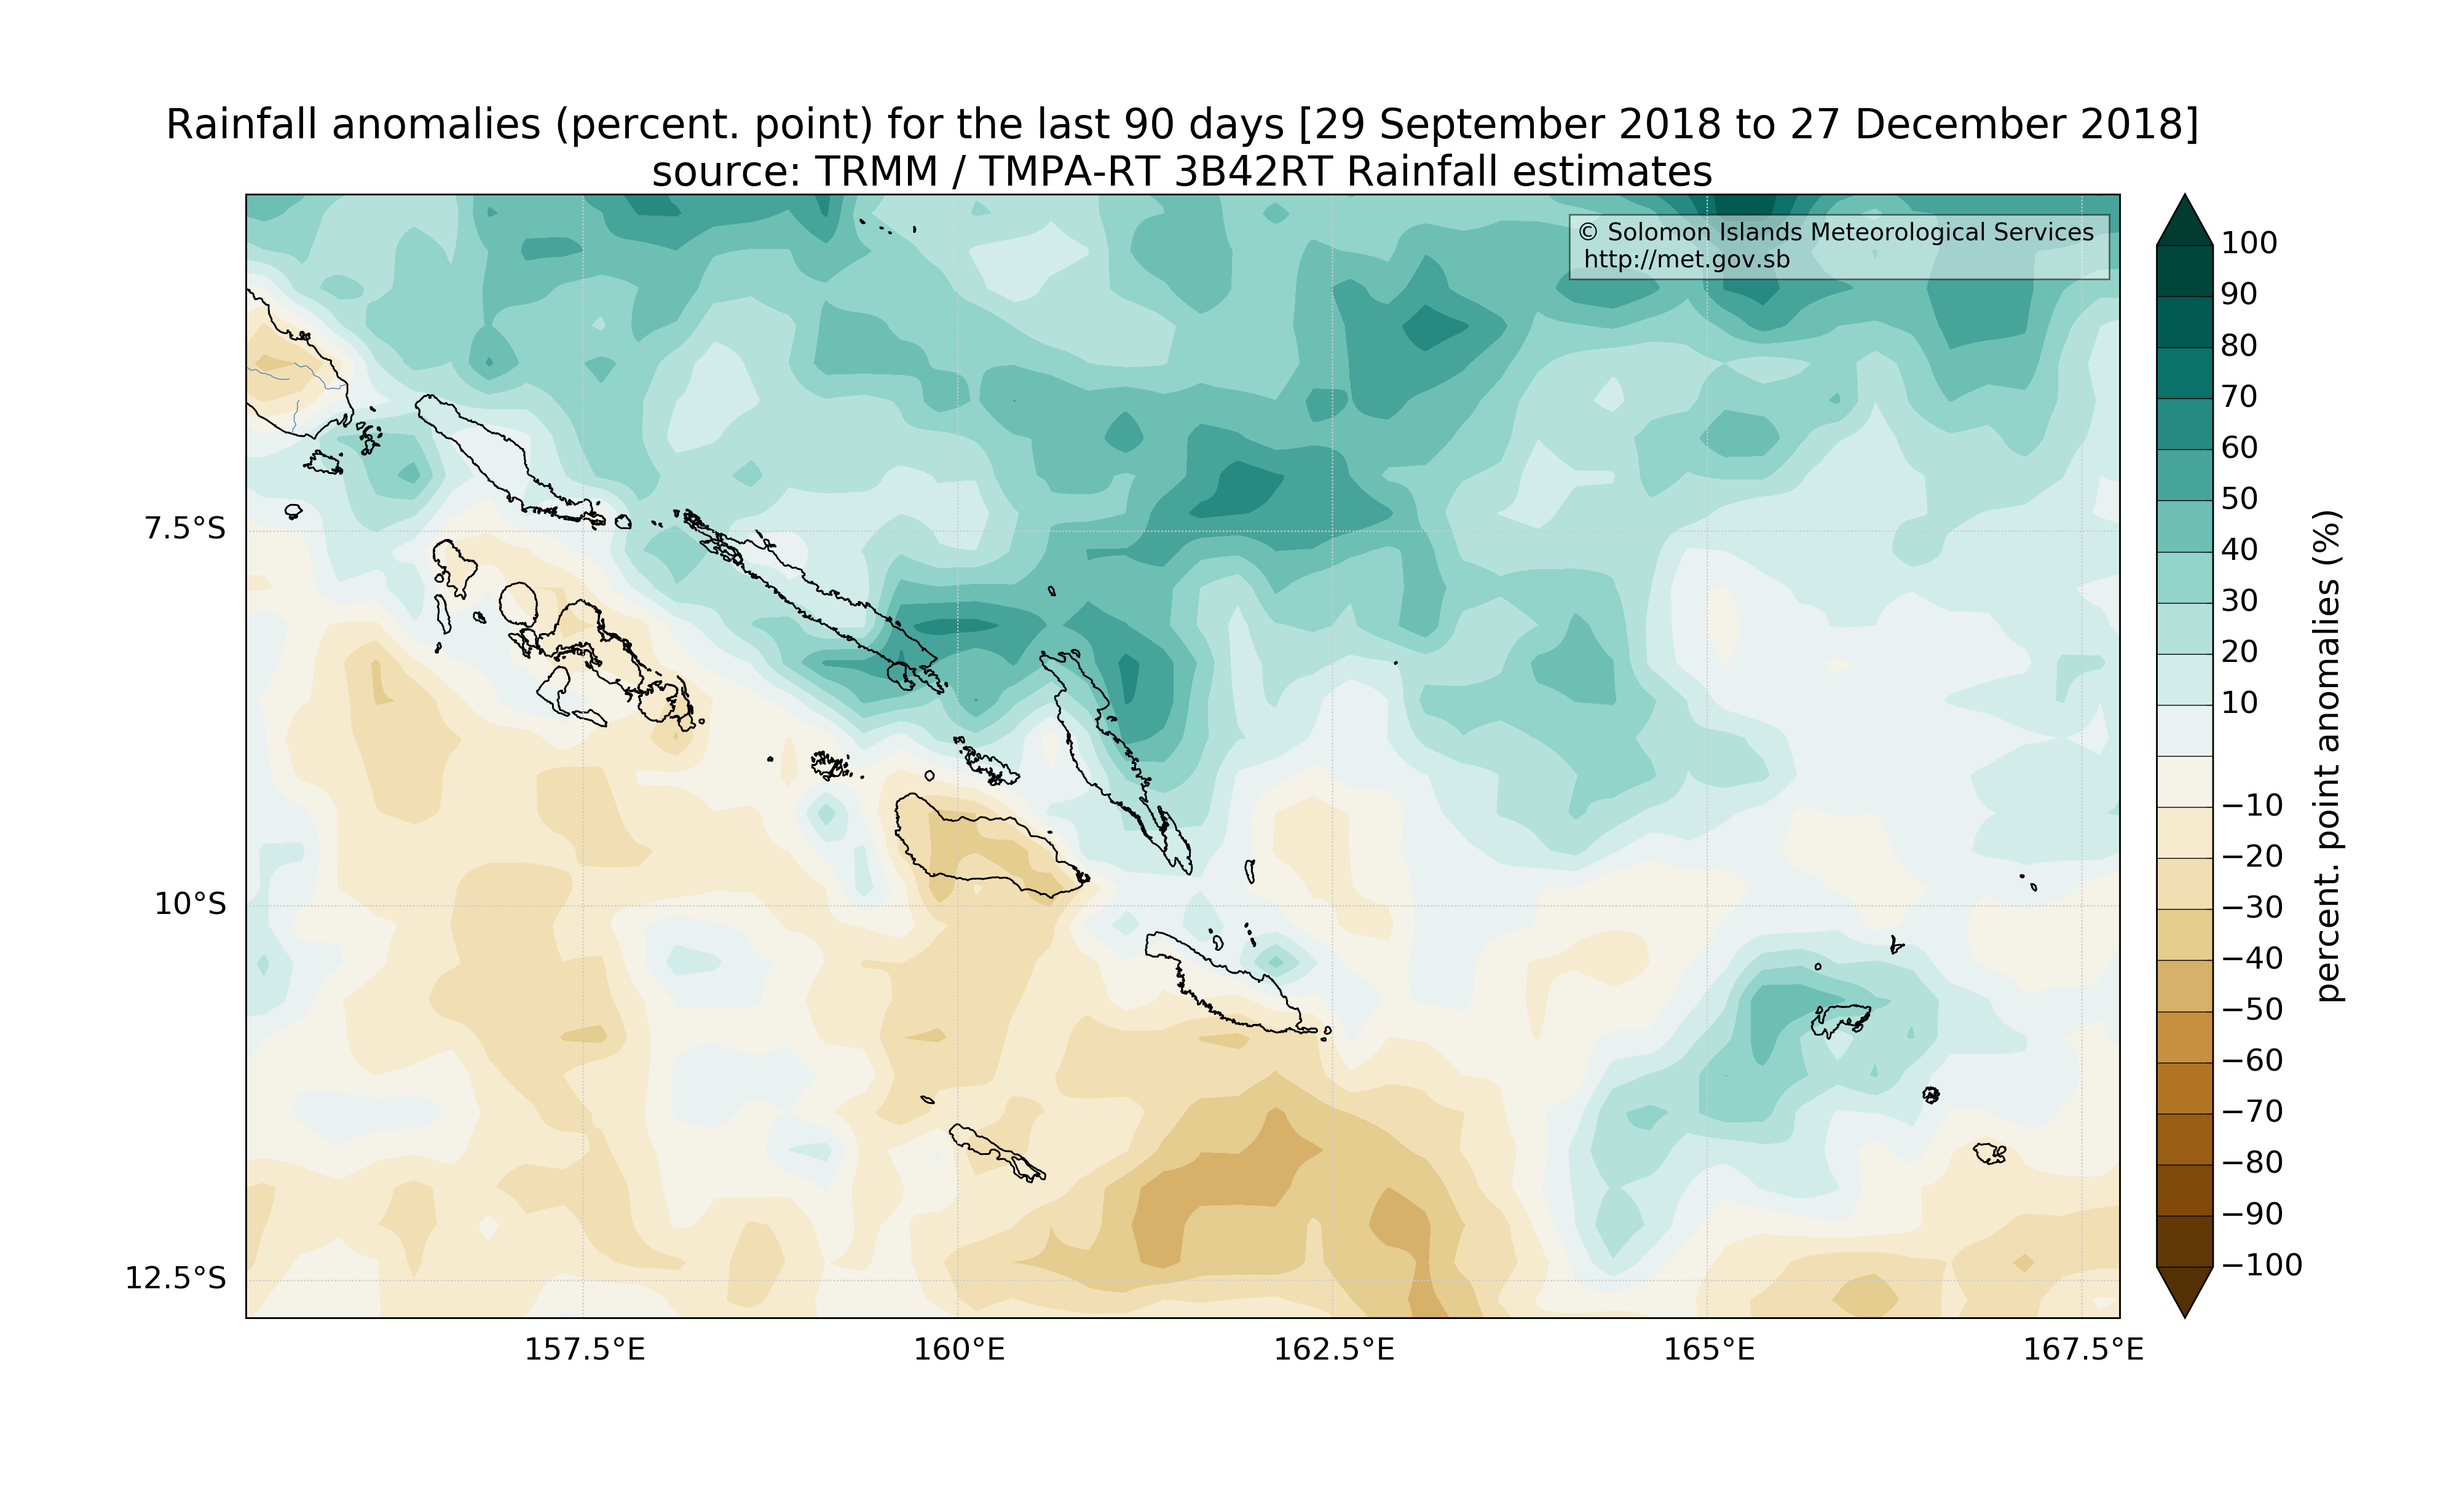 Rainfall anomalies (percent. point) for the last 90 days [29 September 2018 to 27 December 2018]
source: TRMM / TMPA-RT 3B42RT Rainfall estimates
© Solomon Islands Meteorological Services
http://met.gov.sb
7.5°S
10°S
12.5°S
157.5°E
160°E
162.5°E
165°E
167.5°E
100
90
80
70
60
50
40
30
20
10
−10
−20
−30
−40
−50
−60
−70
−80
−90
−100
percent. point anomalies (%)